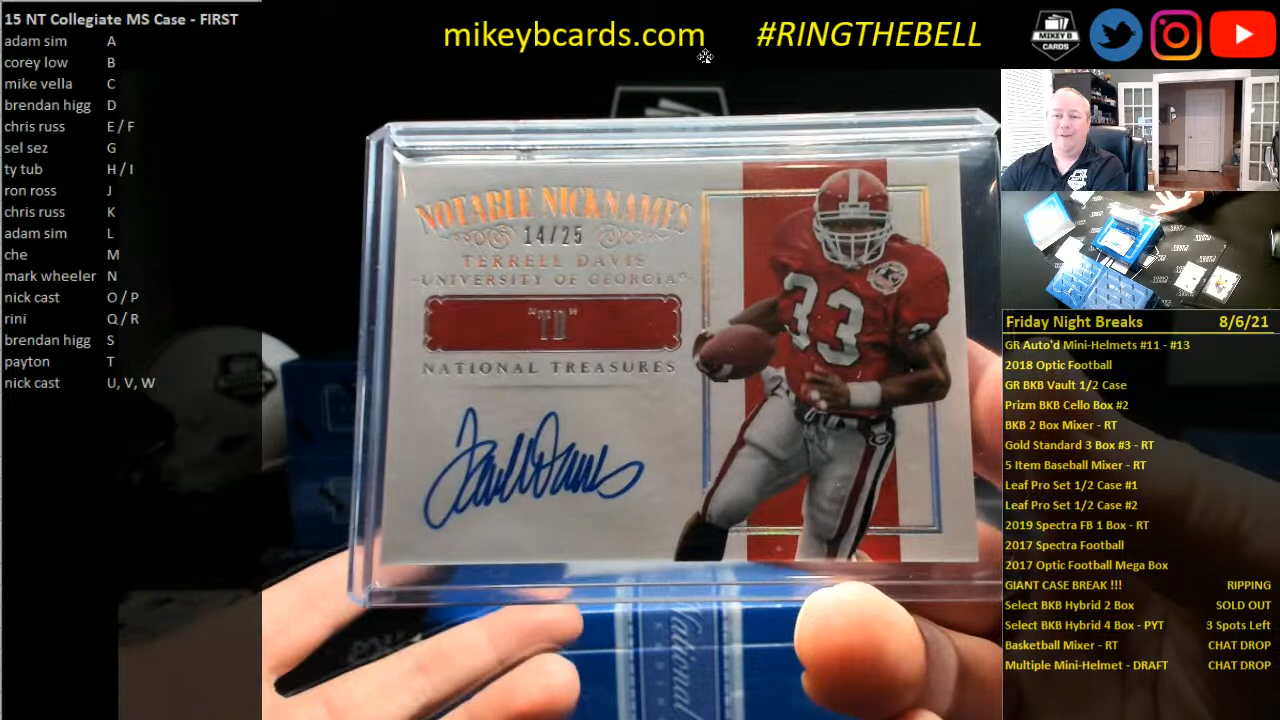 15 NT Collegiate MS Case - FIRST
adam sim A
corey low B
mike vella C
brendan higg D
chris russ E / F
sel sez G
ty tub H / I
ron ross J
chris russ K
adam sim L
che M
mark wheeler N
nick cast O / P
rini Q / R
brendan higg S
payton T
nick cast U, V, W
mikeybcards.com #RINGTHEBELL
MIKEY B
CARDS
NOTABLE NICKNAMES
14/25
TERRELL DAVIS
UNIVERSITY OF GEORGIA
"TD"
NATIONAL TREASURES
Terrell Davis
33
National
Friday Night Breaks 8/6/21
GR Auto'd Mini-Helmets #11 - #13
2018 Optic Football
GR BKB Vault 1/2 Case
Prizm BKB Cello Box #2
BKB 2 Box Mixer - RT
Gold Standard 3 Box #3 - RT
5 Item Baseball Mixer - RT
Leaf Pro Set 1/2 Case #1
Leaf Pro Set 1/2 Case #2
2019 Spectra FB 1 Box - RT
2017 Spectra Football
2017 Optic Football Mega Box
GIANT CASE BREAK !!! RIPPING
Select BKB Hybrid 2 Box SOLD OUT
Select BKB Hybrid 4 Box - PYT 3 Spots Left
Basketball Mixer - RT CHAT DROP
Multiple Mini-Helmet - DRAFT CHAT DROP